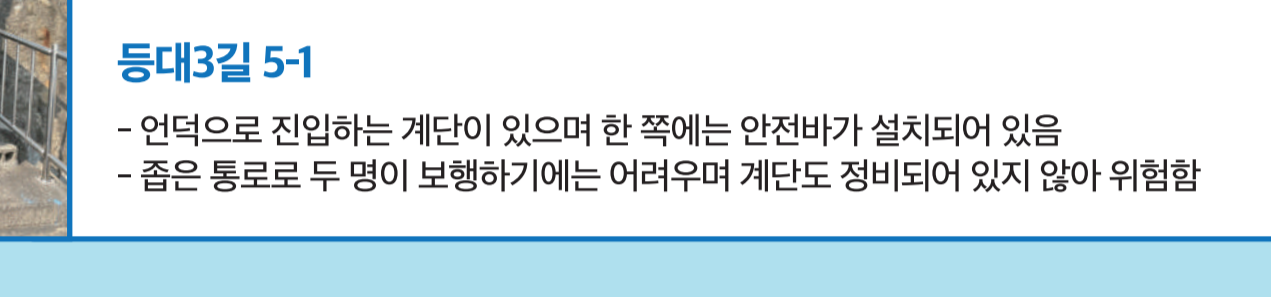 등대3길 5-1
- 언덕으로 진입하는 계단이 있으며 한 쪽에는 안전바가 설치되어 있음
- 좁은 통로로 두 명이 보행하기에는 어려우며 계단도 정비되어 있지 않아 위험함